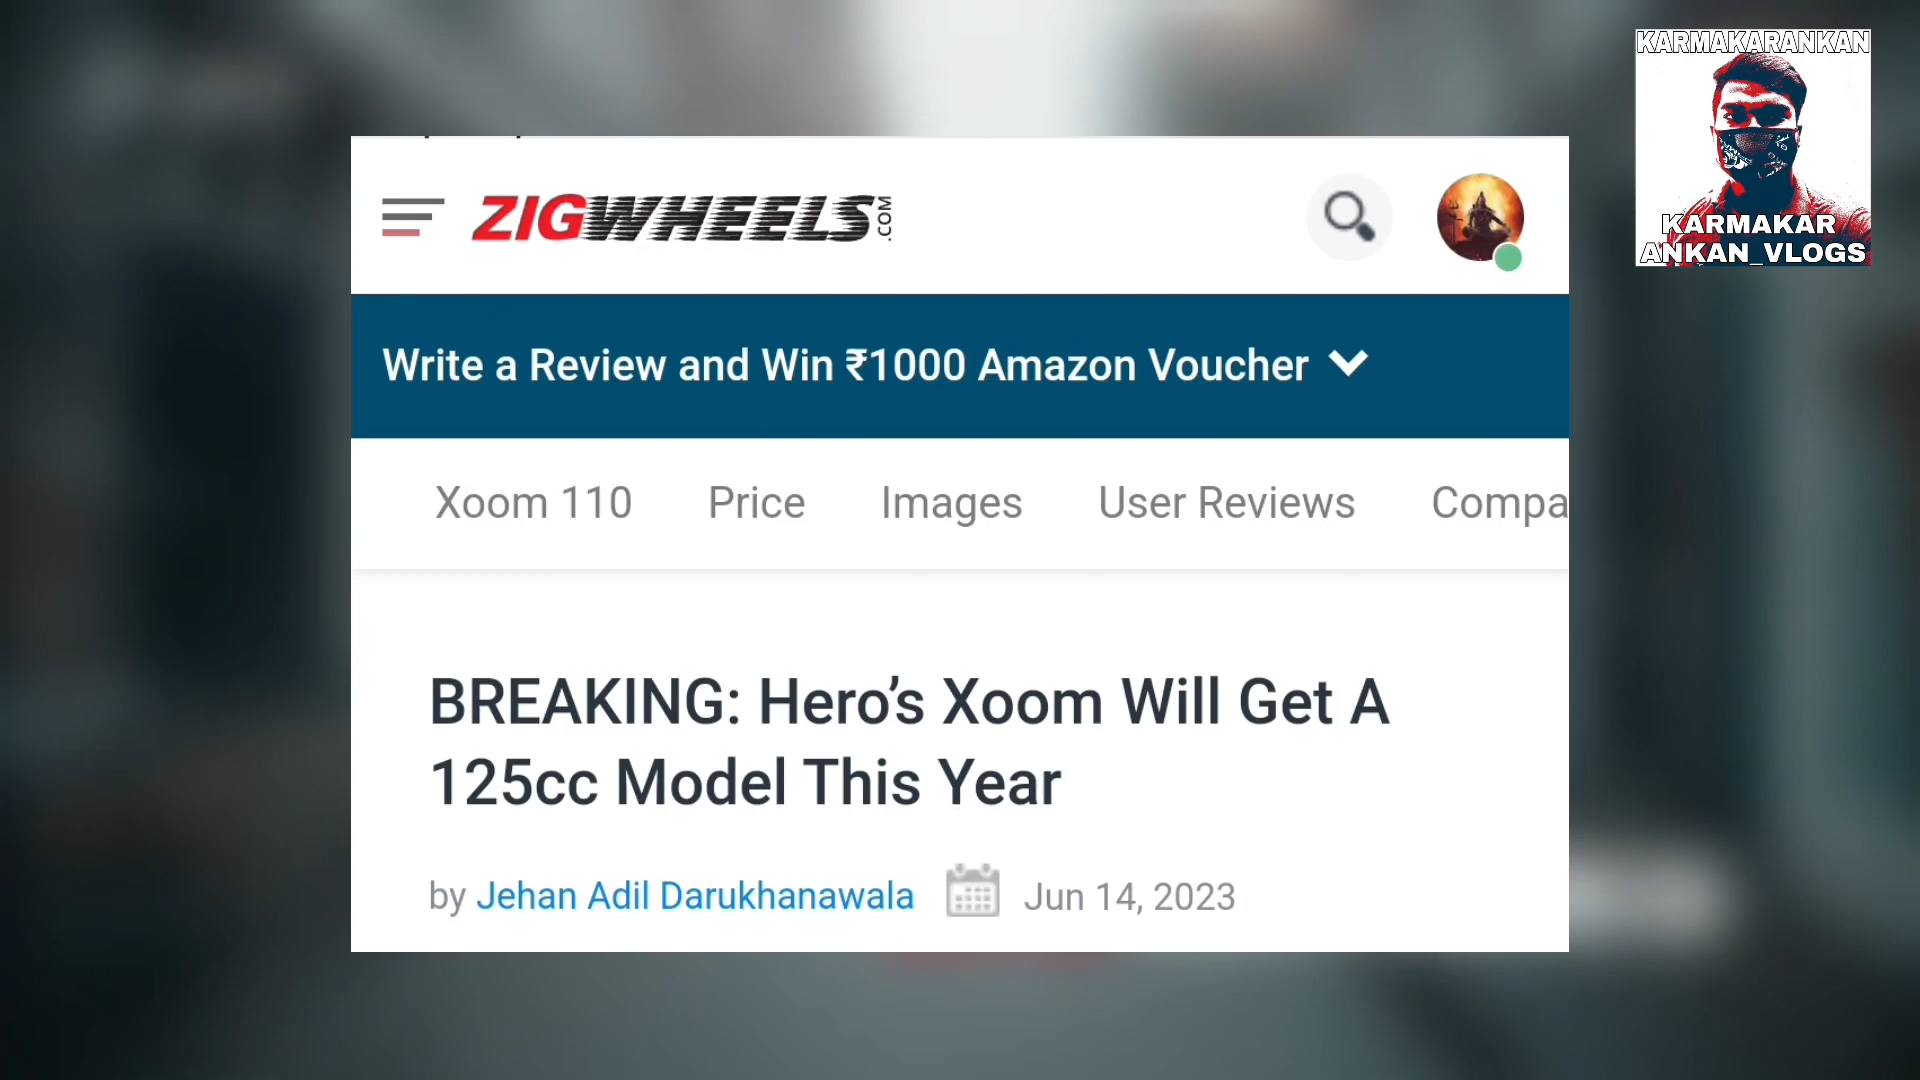 KARMAKARANKAN
KARMAKAR
ANKAN_VLOGS
ZIGWHEELS.COM
Write a Review and Win ₹1000 Amazon Voucher
Xoom 110 Price Images User Reviews Compa
BREAKING: Hero’s Xoom Will Get A
125cc Model This Year
by Jehan Adil Darukhanawala Jun 14, 2023